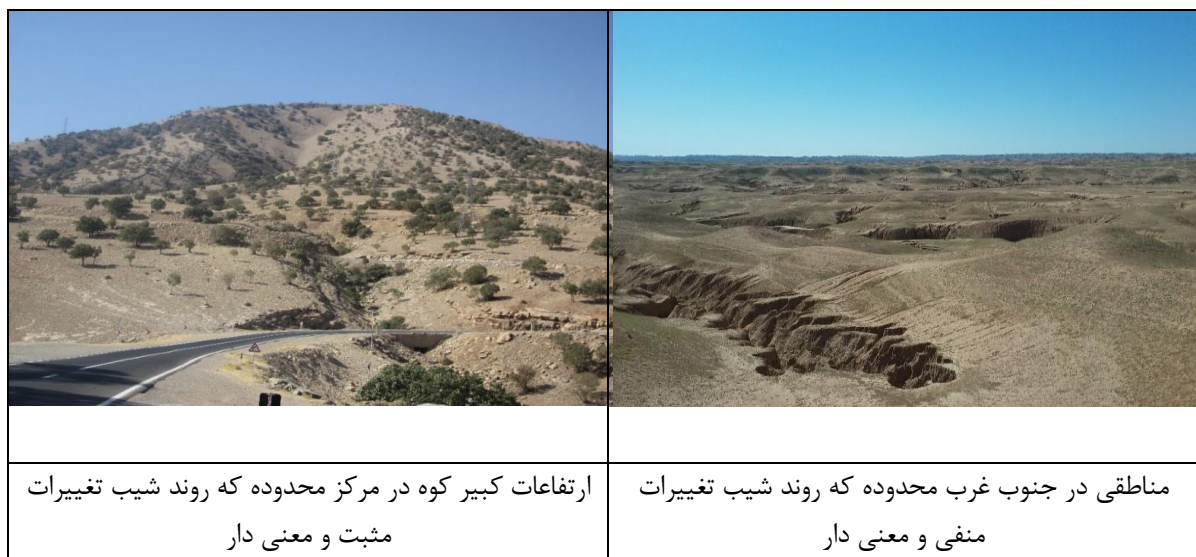 مناطقی در جنوب غرب محدوده که روند شیب تغییرات
منفی و معنی دار
ارتفاعات کبیر کوه در مرکز محدوده که روند شیب تغییرات
مثبت و معنی دار